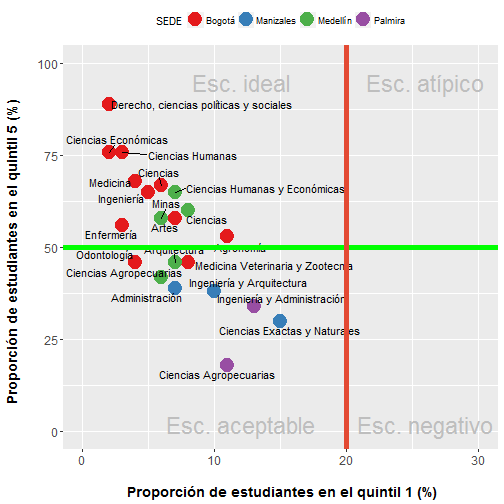 SEDE Bogotá Manizales Medellín Palmira
Proporción de estudiantes en el quintil 5 (%)
100
75
50
25
0
Esc. ideal
Esc. atípico
Derecho, ciencias políticas y sociales
Ciencias Económicas
Ciencias Humanas
Ciencias
Medicina
Ciencias Humanas y Económicas
Ingeniería
Minas
Ciencias
Artes
Enfermería
Agronomía
Arquitectura
Odontología
Medicina Veterinaria y Zootecnia
Ciencias Agropecuarias
Ingeniería y Arquitectura
Administración
Ingeniería y Administración
Ciencias Exactas y Naturales
Ciencias Agropecuarias
Esc. aceptable
Esc. negativo
0
10
20
30
Proporción de estudiantes en el quintil 1 (%)